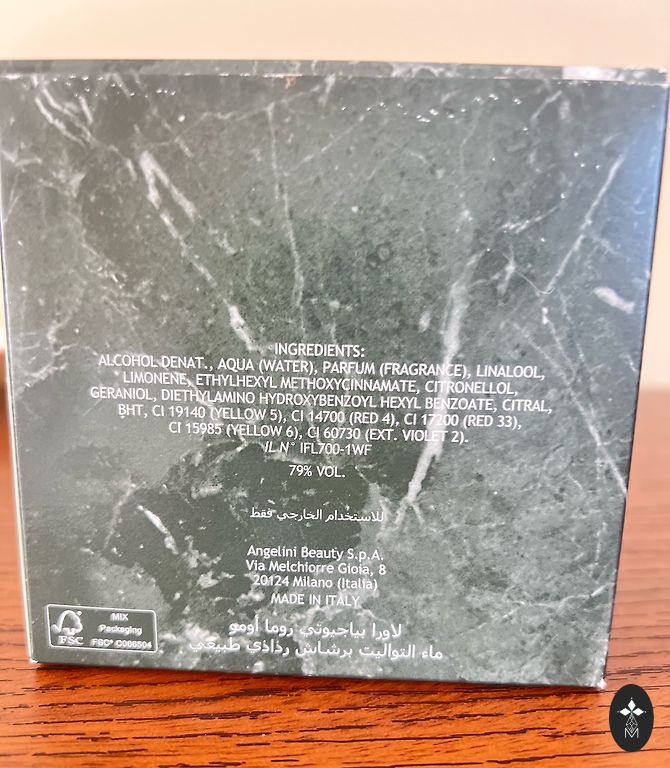 INGREDIENTS:
ALCOHOL DENAT., AQUA (WATER), PARFUM (FRAGRANCE), LINALOOL,
LIMONENE, ETHYLHEXYL METHOXYCINNAMATE, CITRONELLOL,
GERANIOL, DIETHYLAMINO HYDROXYBENZOYL HEXYL BENZOATE, CITRAL,
BHT, CI 19140 (YELLOW 5), CI 14700 (RED 4), CI 17200 (RED 33),
CI 15985 (YELLOW 6), CI 60730 (EXT. VIOLET 2).
IL N° IFL700-1WF
79% VOL.
للاستخدام الخارجي فقط
Angelini Beauty S.p.A.
Via Melchiorre Gioia, 8
20124 Milano (Italia)
MADE IN ITALY
لاورا بياجيوتي روما أومو
ماء التواليت برشاش رذاذي طبيعي
FSC
MIX
Packaging
FSC® C086504
M